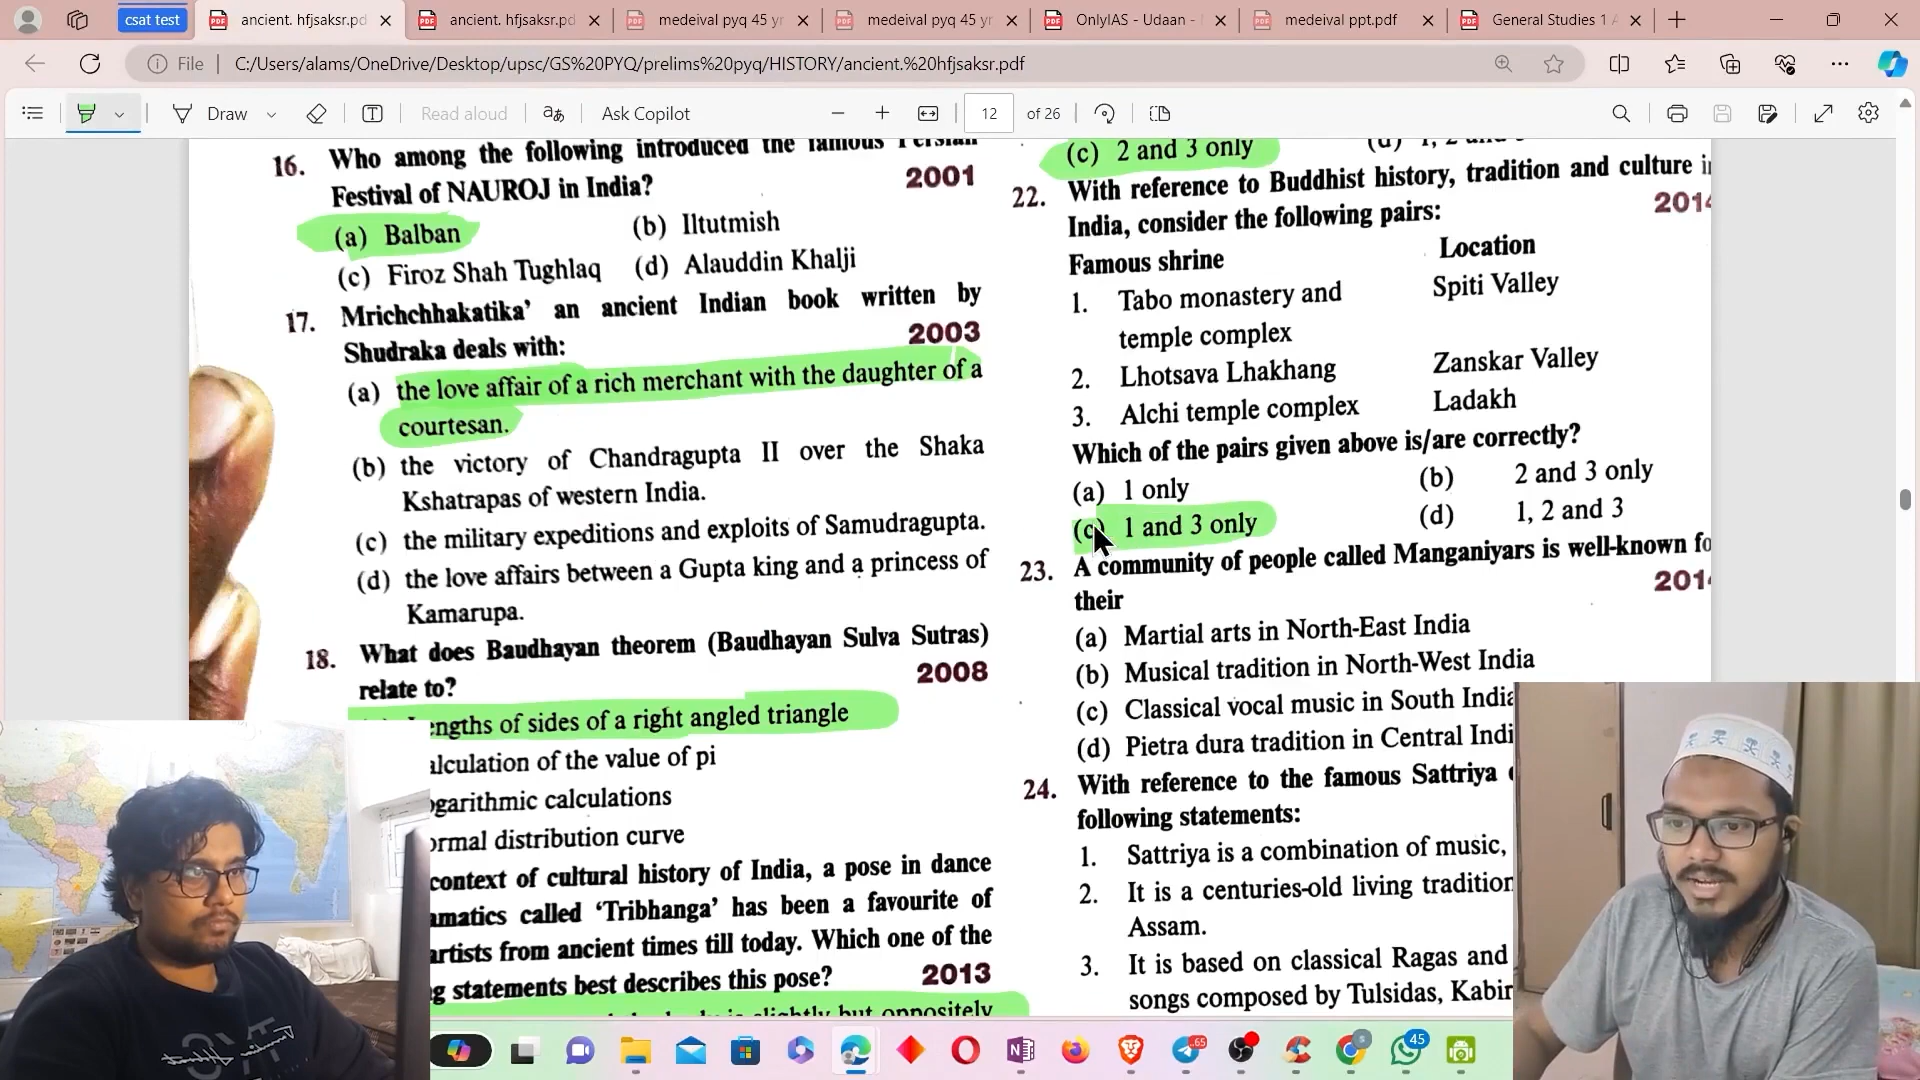 csat test
ancient. hfjsaksr.pd
ancient. hfjsaksr.pd
medeival pyq 45 yr
medeival pyq 45 yr
OnlyIAS - Udaan -
medeival ppt.pdf
General Studies 1
File
C:/Users/alams/OneDrive/Desktop/upsc/GS%20PYQ/prelims%20pyq/HISTORY/ancient.%20hfjsaksr.pdf
Draw
Read aloud
Ask Copilot
12 of 26
16. Who among the following introduced the famous Persian
Festival of NAUROJ in India? 2001
(a) Balban (b) Iltutmish
(c) Firoz Shah Tughlaq (d) Alauddin Khalji
17. Mrichchhakatika’ an ancient Indian book written by
Shudraka deals with: 2003
(a) the love affair of a rich merchant with the daughter of a
courtesan.
(b) the victory of Chandragupta II over the Shaka
Kshatrapas of western India.
(c) the military expeditions and exploits of Samudragupta.
(d) the love affairs between a Gupta king and a princess of
Kamarupa.
18. What does Baudhayan theorem (Baudhayan Sulva Sutras)
relate to? 2008
engths of sides of a right angled triangle
alculation of the value of pi
ogarithmic calculations
ormal distribution curve
context of cultural history of India, a pose in dance
amatics called ‘Tribhanga’ has been a favourite of
artists from ancient times till today. Which one of the
g statements best describes this pose? 2013
slightly but oppositely
(c) 2 and 3 only
22. With reference to Buddhist history, tradition and culture in
India, consider the following pairs: 2014
Famous shrine Location
1. Tabo monastery and Spiti Valley
temple complex
2. Lhotsava Lhakhang Zanskar Valley
3. Alchi temple complex Ladakh
Which of the pairs given above is/are correctly?
(a) 1 only (b) 2 and 3 only
(c) 1 and 3 only (d) 1, 2 and 3
23. A community of people called Manganiyars is well-known fo
their 201
(a) Martial arts in North-East India
(b) Musical tradition in North-West India
(c) Classical vocal music in South India
(d) Pietra dura tradition in Central Indi
24. With reference to the famous Sattriya
following statements:
1. Sattriya is a combination of music,
2. It is a centuries-old living tradition
Assam.
3. It is based on classical Ragas and
songs composed by Tulsidas, Kabir
65
45